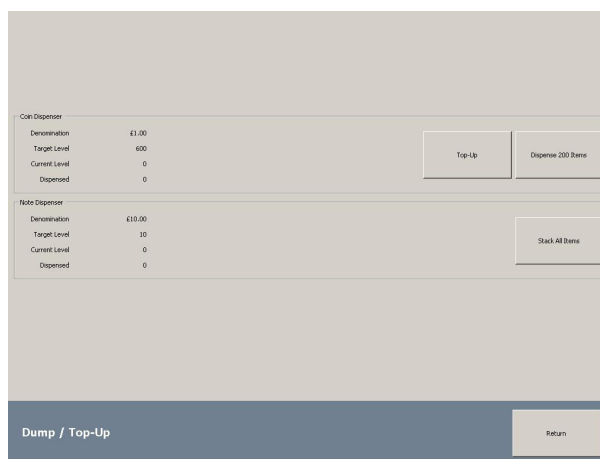 Coin Dispenser
Denomination £1.00
Target Level 600
Current Level 0
Dispensed 0
Top-Up
Dispense 200 Items
Note Dispenser
Denomination £10.00
Target Level 10
Current Level 0
Dispensed 0
Stack All Items
Dump / Top-Up
Return